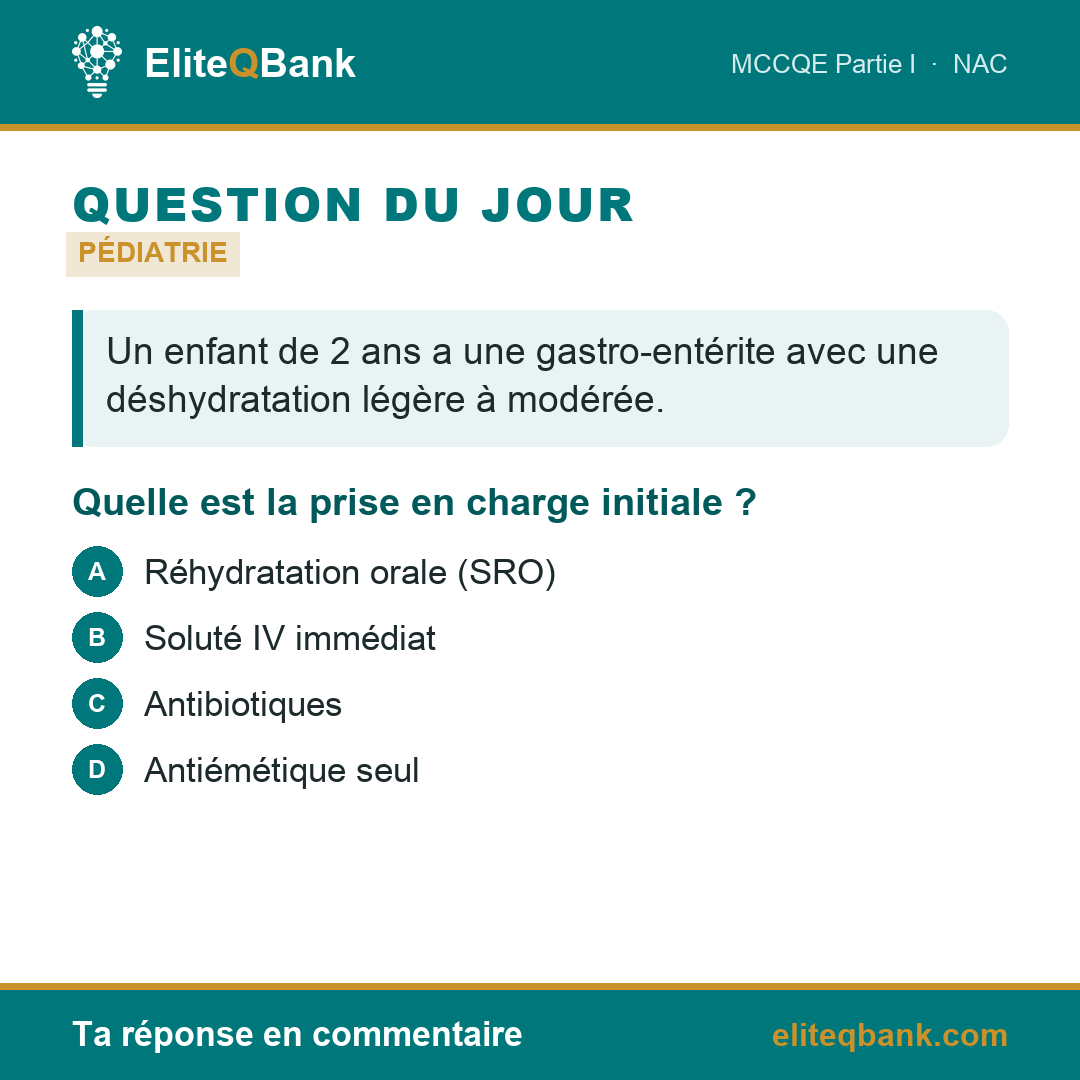 EliteQBank
MCCQE Partie I · NAC
QUESTION DU JOUR
PÉDIATRIE
Un enfant de 2 ans a une gastro-entérite avec une
déshydratation légère à modérée.
Quelle est la prise en charge initiale ?
A Réhydratation orale (SRO)
B Soluté IV immédiat
C Antibiotiques
D Antiémétique seul
Ta réponse en commentaire
eliteqbank.com